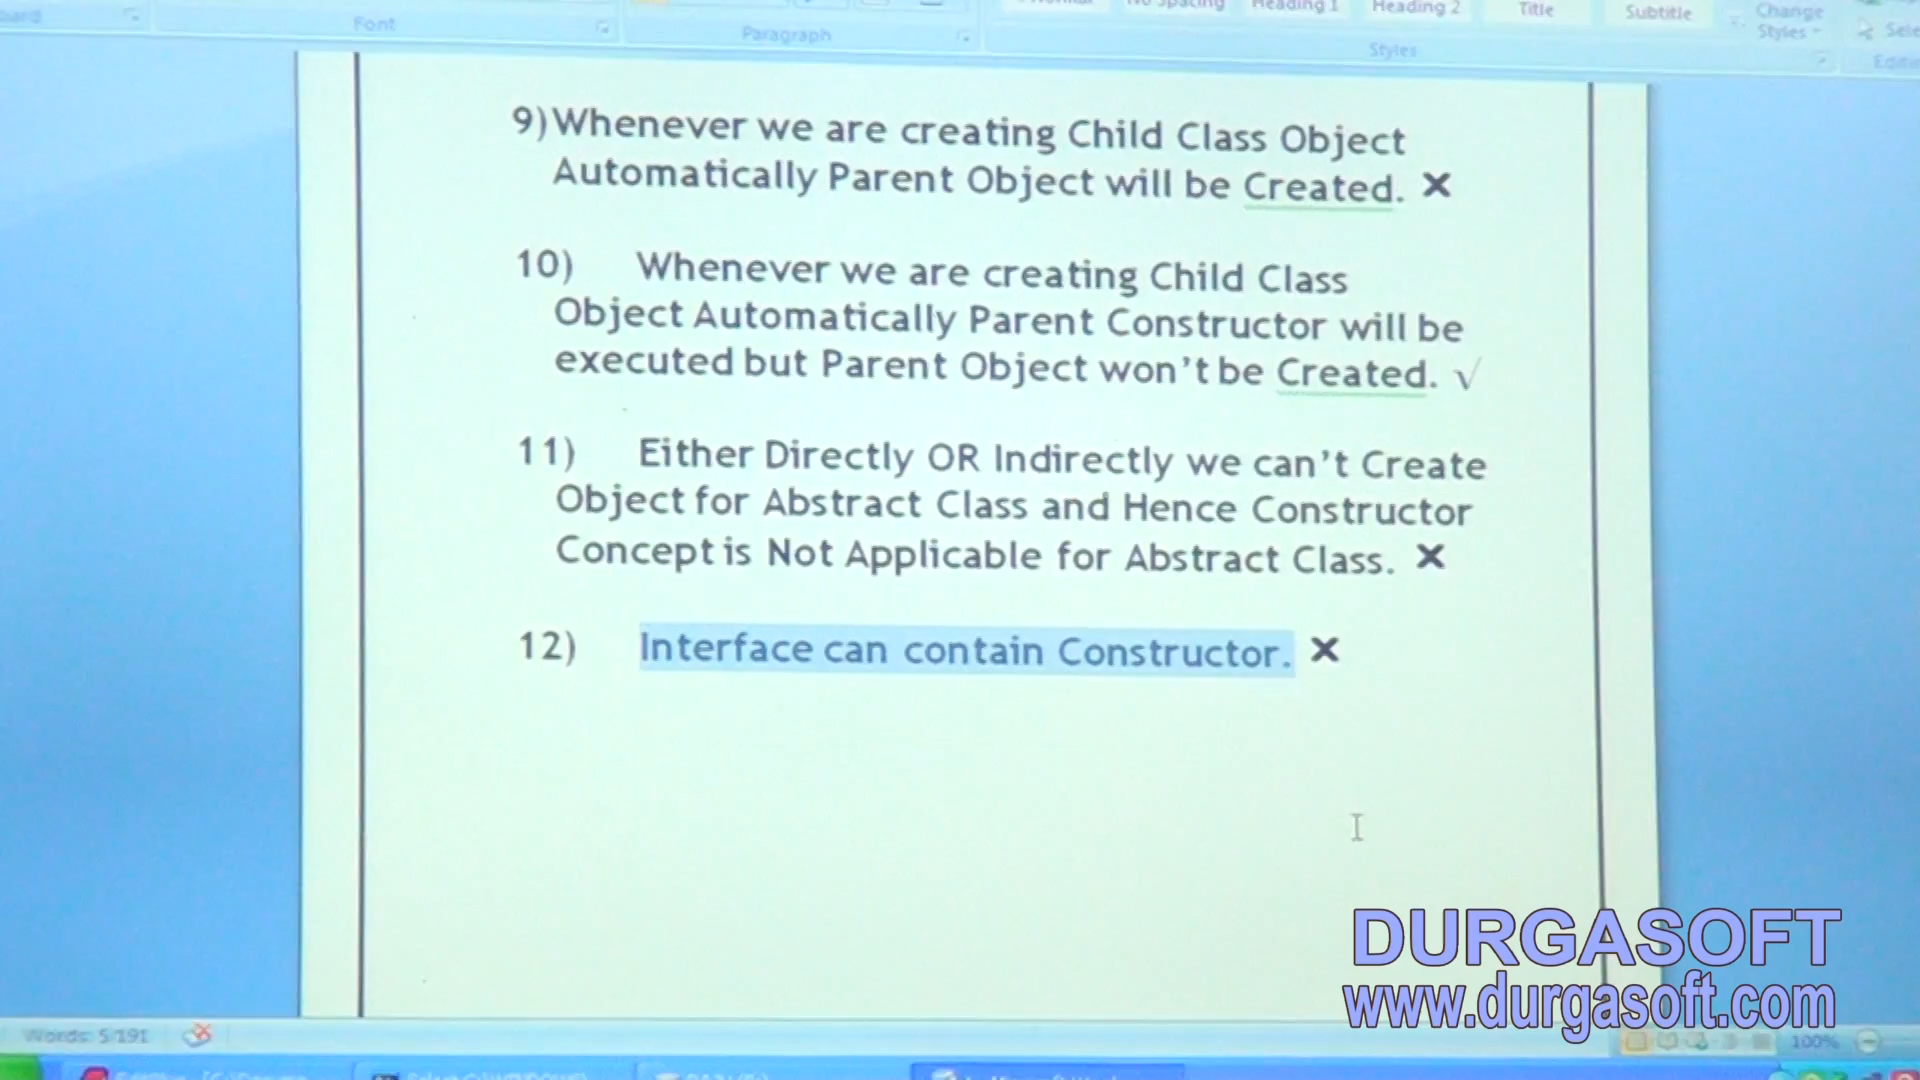 Font
Paragraph
Styles
Heading 1
Heading 2
Title
Subtitle
Change
Styles
9) Whenever we are creating Child Class Object
Automatically Parent Object will be Created. ✕
10) Whenever we are creating Child Class
Object Automatically Parent Constructor will be
executed but Parent Object won't be Created. √
11) Either Directly OR Indirectly we can't Create
Object for Abstract Class and Hence Constructor
Concept is Not Applicable for Abstract Class. ✕
12) Interface can contain Constructor. ✕
DURGASOFT
www.durgasoft.com
Words: 5/191
100%